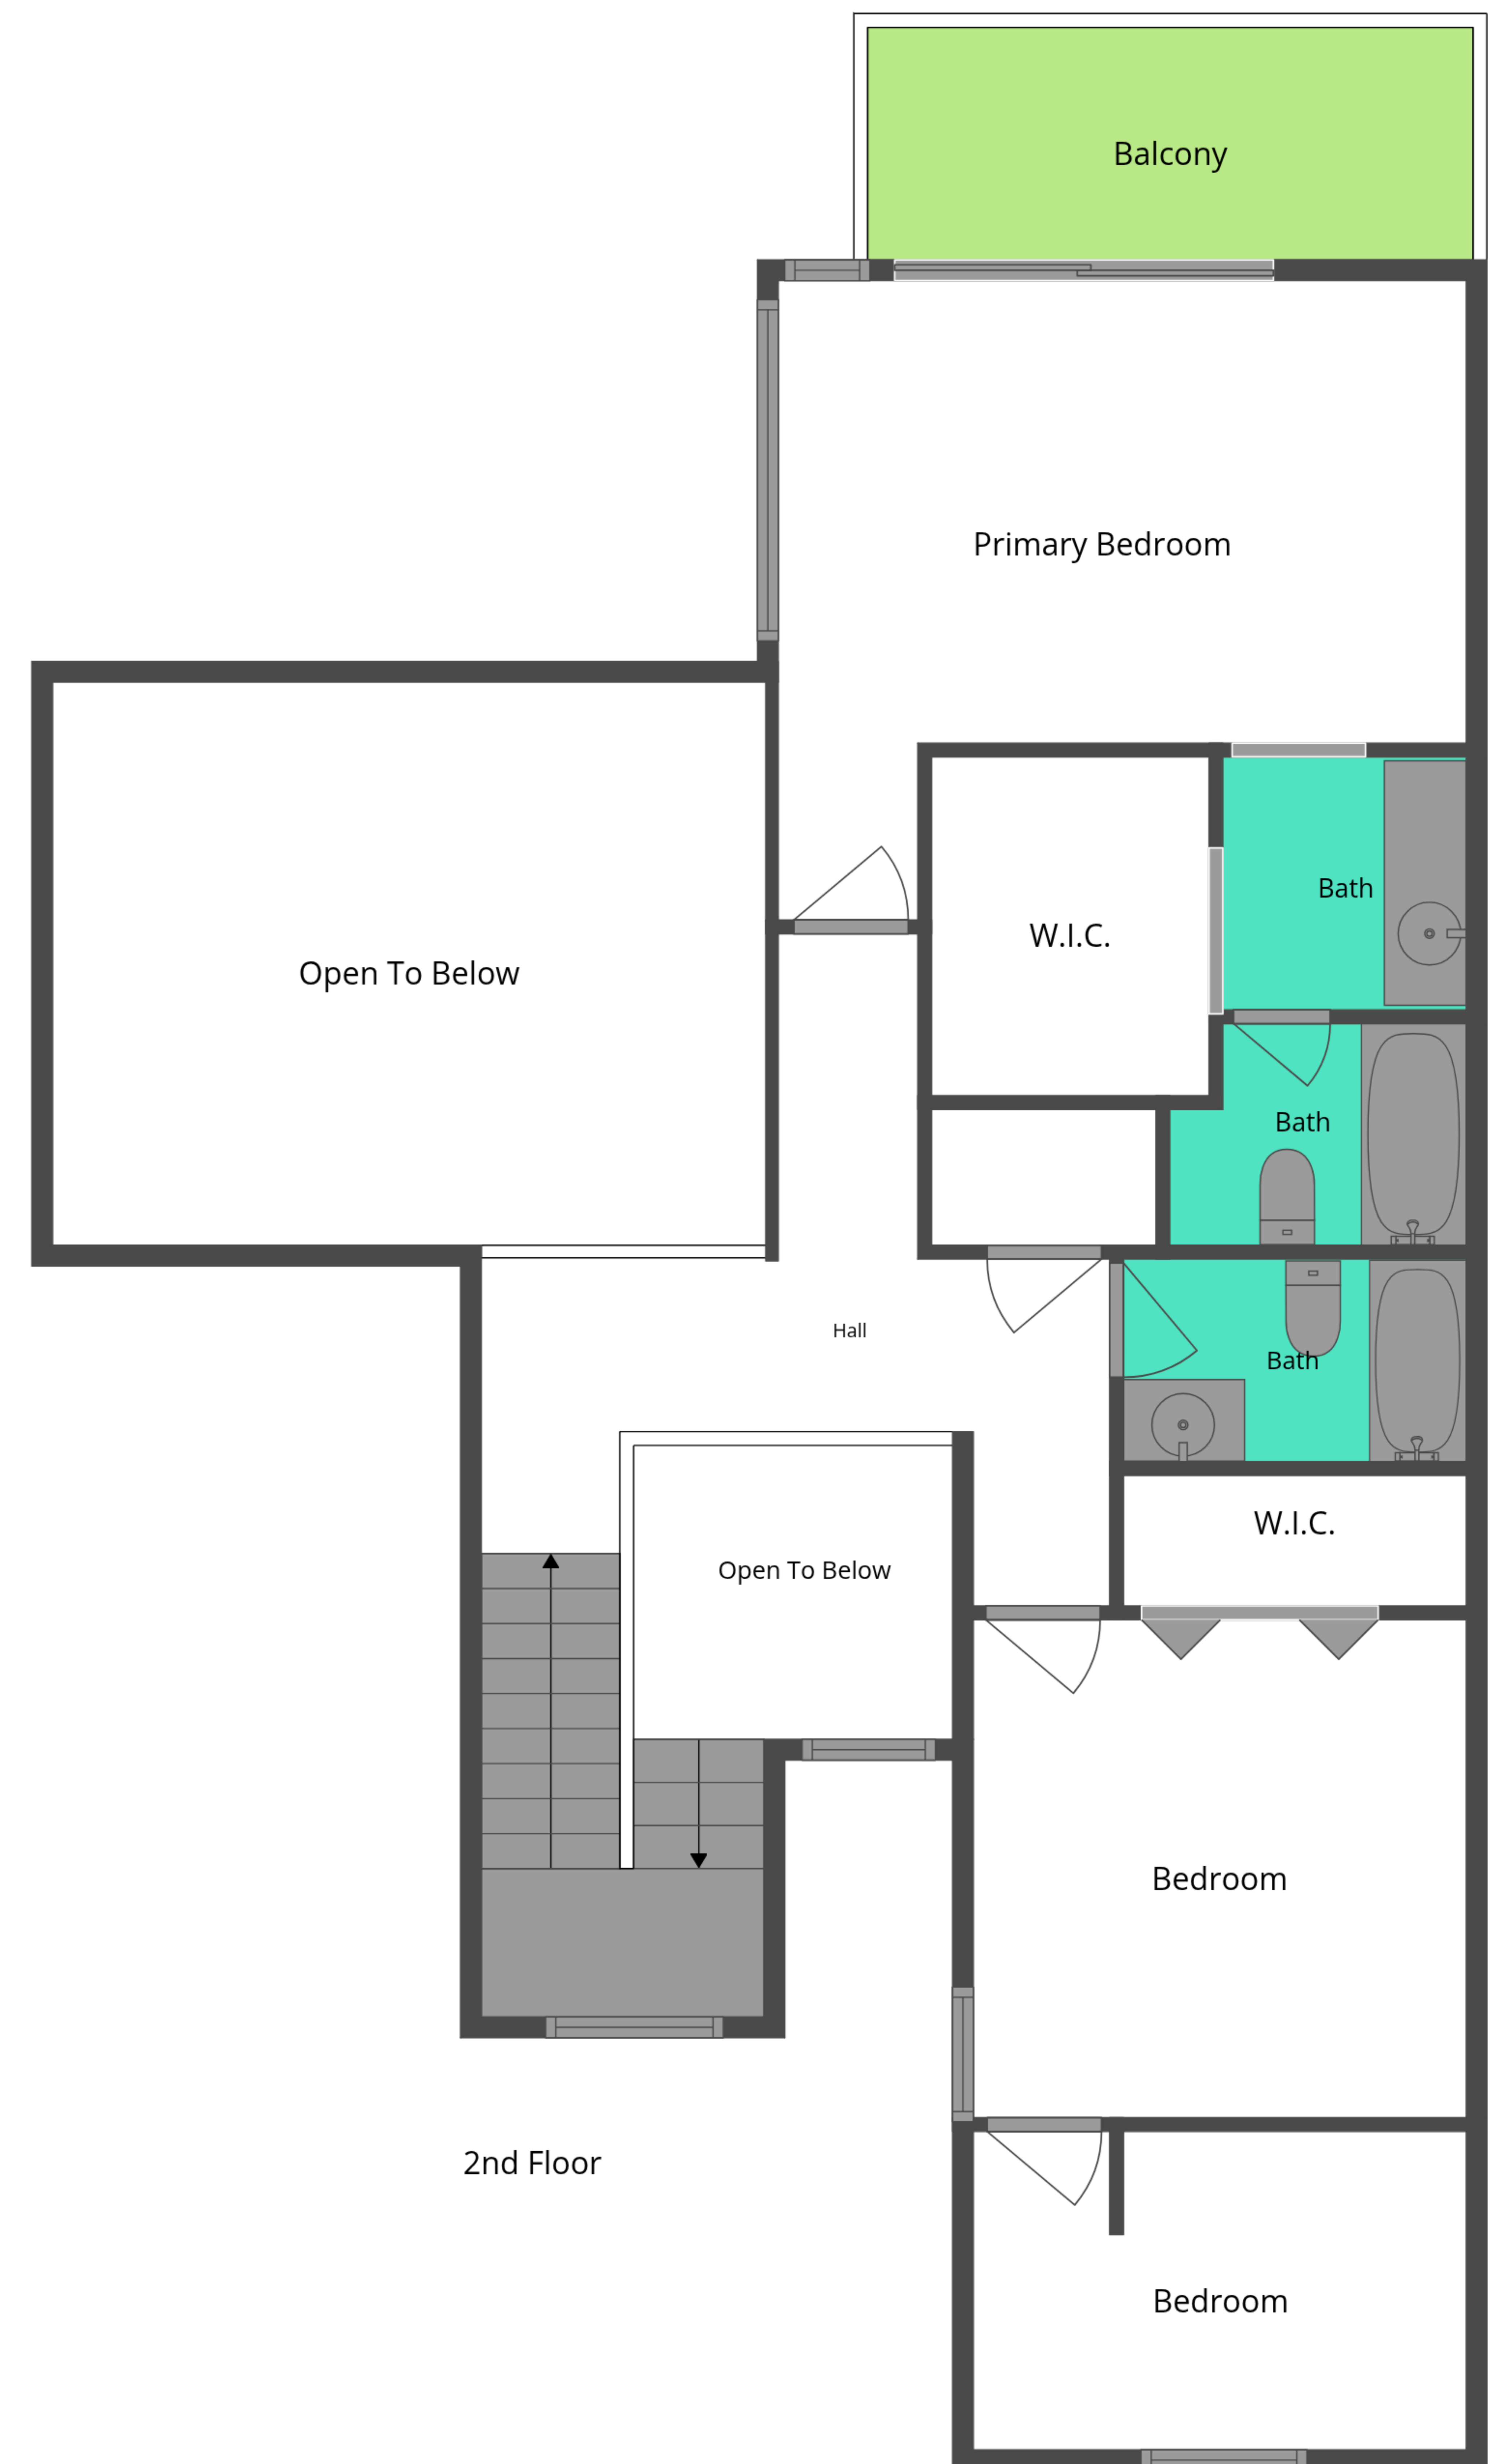 Balcony
Primary Bedroom
Bath
W.I.C.
Open To Below
Bath
Hall
Bath
W.I.C.
Open To Below
Bedroom
2nd Floor
Bedroom